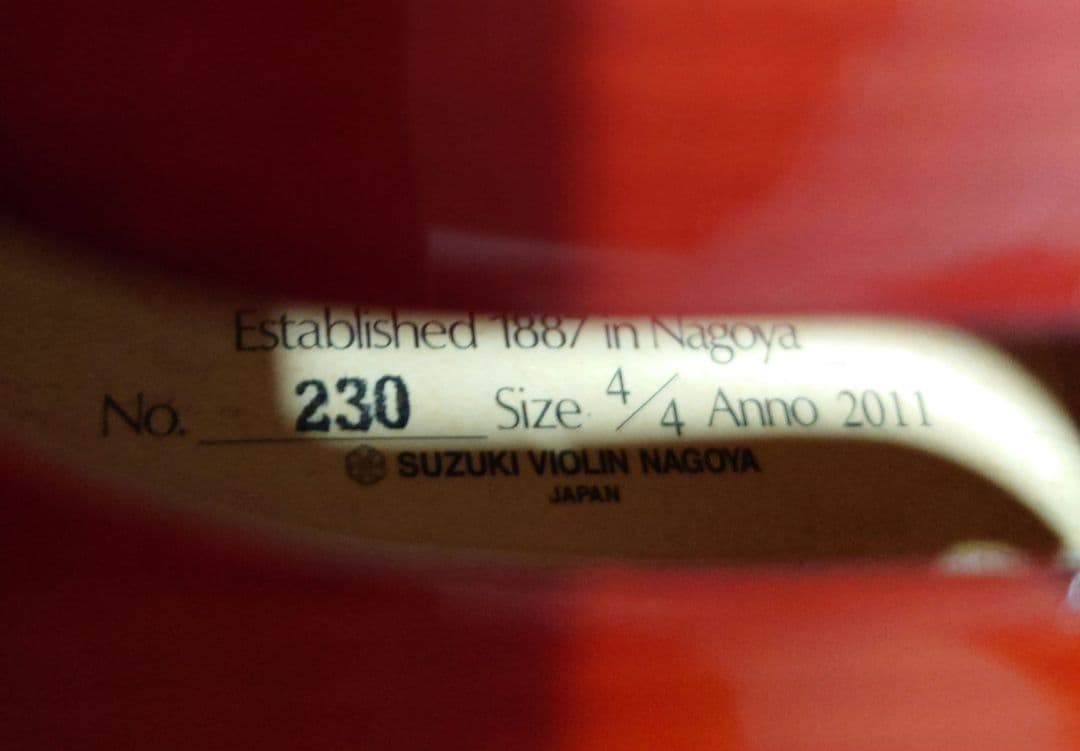 Established 1887 in Nagoya
No. 230 Size 4/4 Anno 2011
SUZUKI VIOLIN NAGOYA
JAPAN